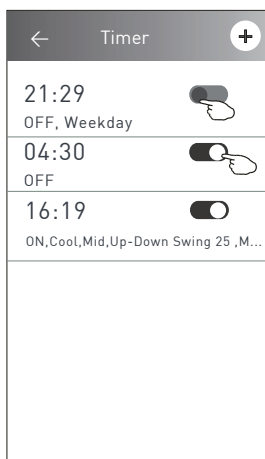 Timer
21:29
OFF, Weekday
04:30
OFF
16:19
ON,Cool,Mid,Up-Down Swing 25 ,M...